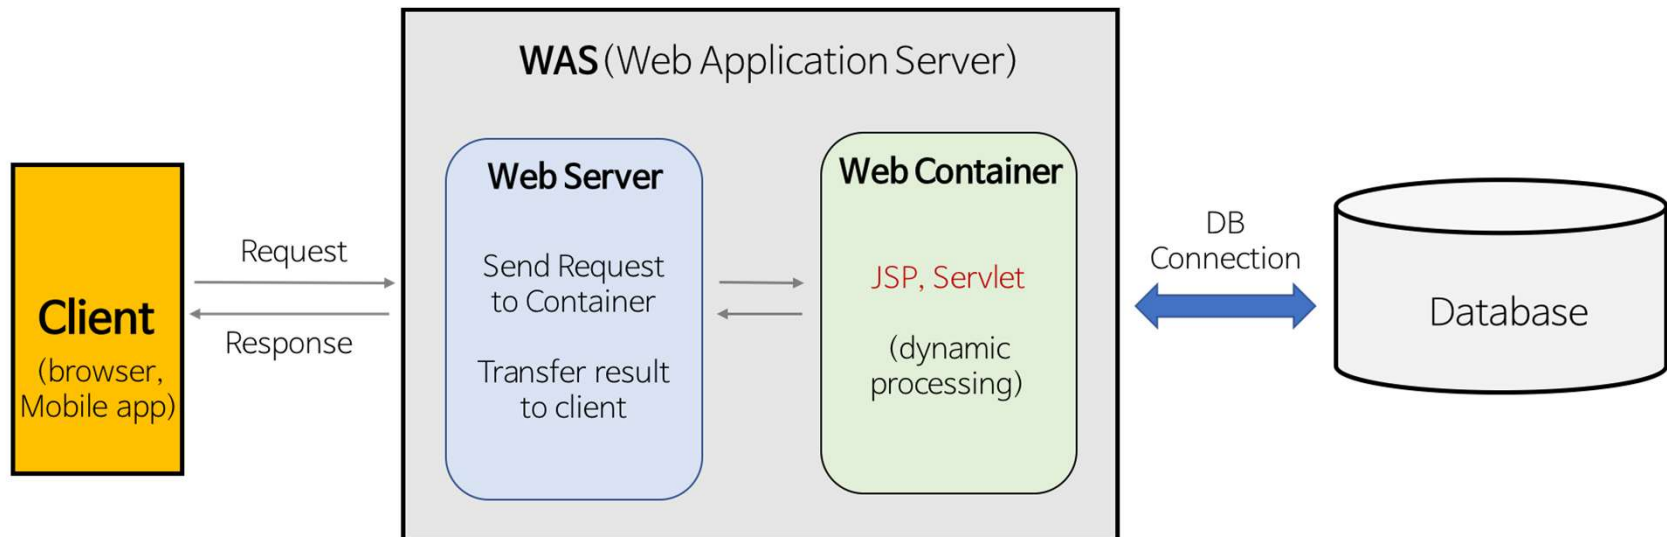 WAS(Web Application Server)
Web Server
Send Request
to Container
Transfer result
to client
Web Container
JSP, Servlet
(dynamic
processing)
Client
(browser,
Mobile app)
Request
Response
DB
Connection
Database